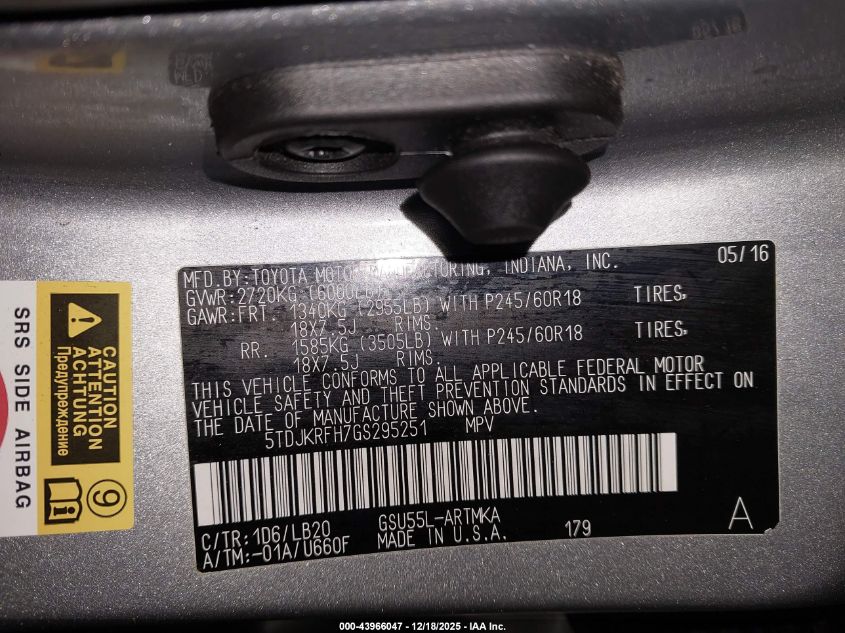 MFD.BY:TOYOTA MOTOR MANUFACTURING, INDIANA, INC. 05/16
GVWR:2720KG (6000LB)
GAWR:FRT. 1340KG (2955LB) WITH P245/60R18 TIRES,
18X7.5J RIMS.
RR. 1585KG (3505LB) WITH P245/60R18 TIRES,
18X7.5J RIMS.
THIS VEHICLE CONFORMS TO ALL APPLICABLE FEDERAL MOTOR
VEHICLE SAFETY AND THEFT PREVENTION STANDARDS IN EFFECT ON
THE DATE OF MANUFACTURE SHOWN ABOVE.
5TDJKRFH7GS295251 MPV
C/TR:1D6/LB20 GSU55L-ARTMKA
A/TM:-01A/U660F MADE IN U.S.A. 179 A
SRS SIDE AIRBAG
CAUTION
ATTENTION
ACHTUNG
Предупреждение
9
i
000-43966047 - 12/18/2025 - IAA Inc.